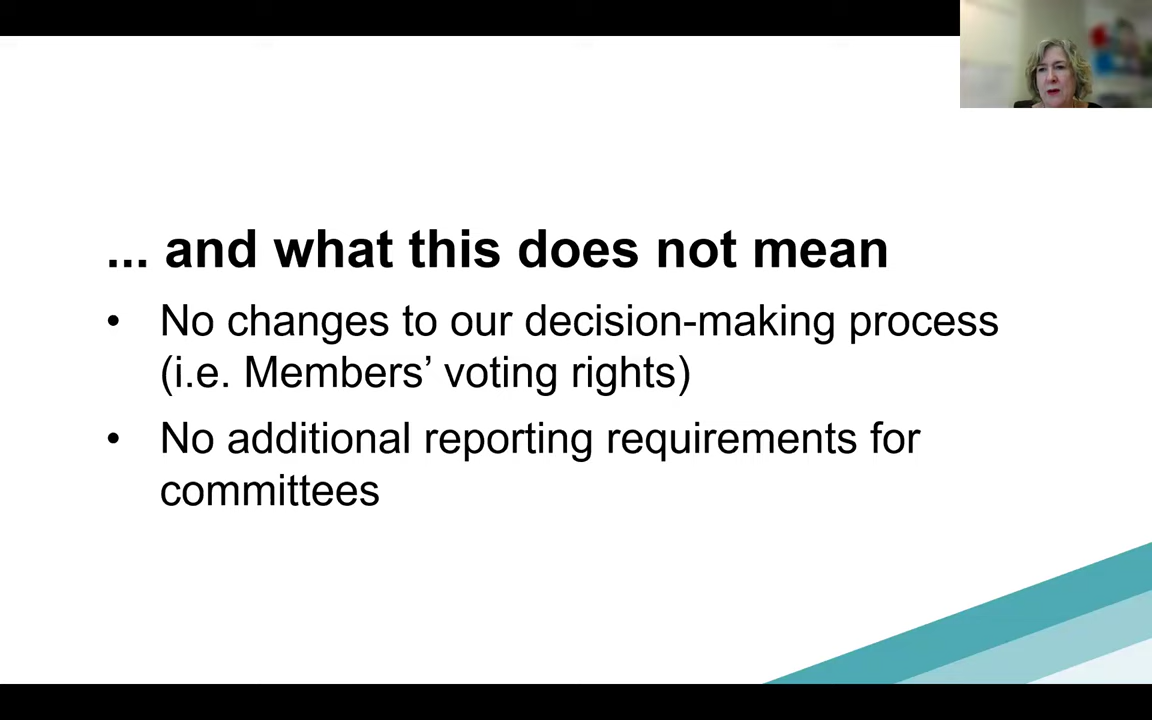 ... and what this does not mean
• No changes to our decision-making process
(i.e. Members’ voting rights)
• No additional reporting requirements for
committees